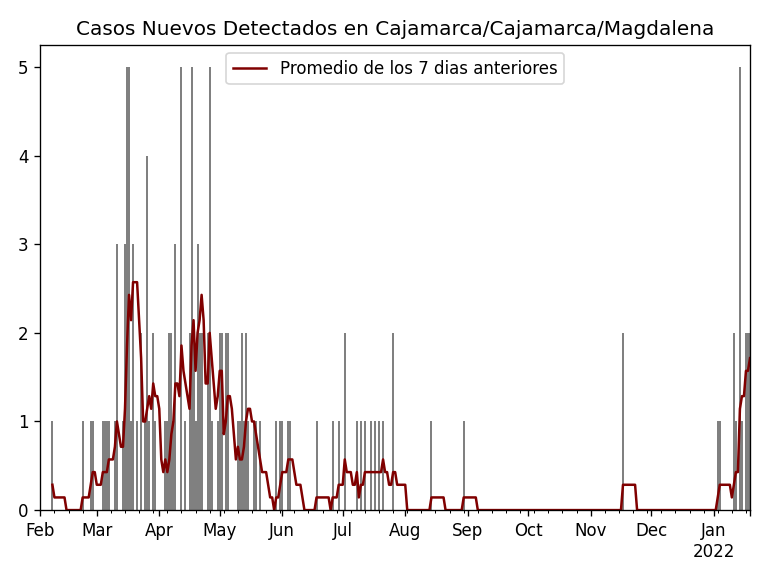 Casos Nuevos Detectados en Cajamarca/Cajamarca/Magdalena
Promedio de los 7 dias anteriores
5
4
3
2
1
0
Feb Mar Apr May Jun Jul Aug Sep Oct Nov Dec Jan
2022